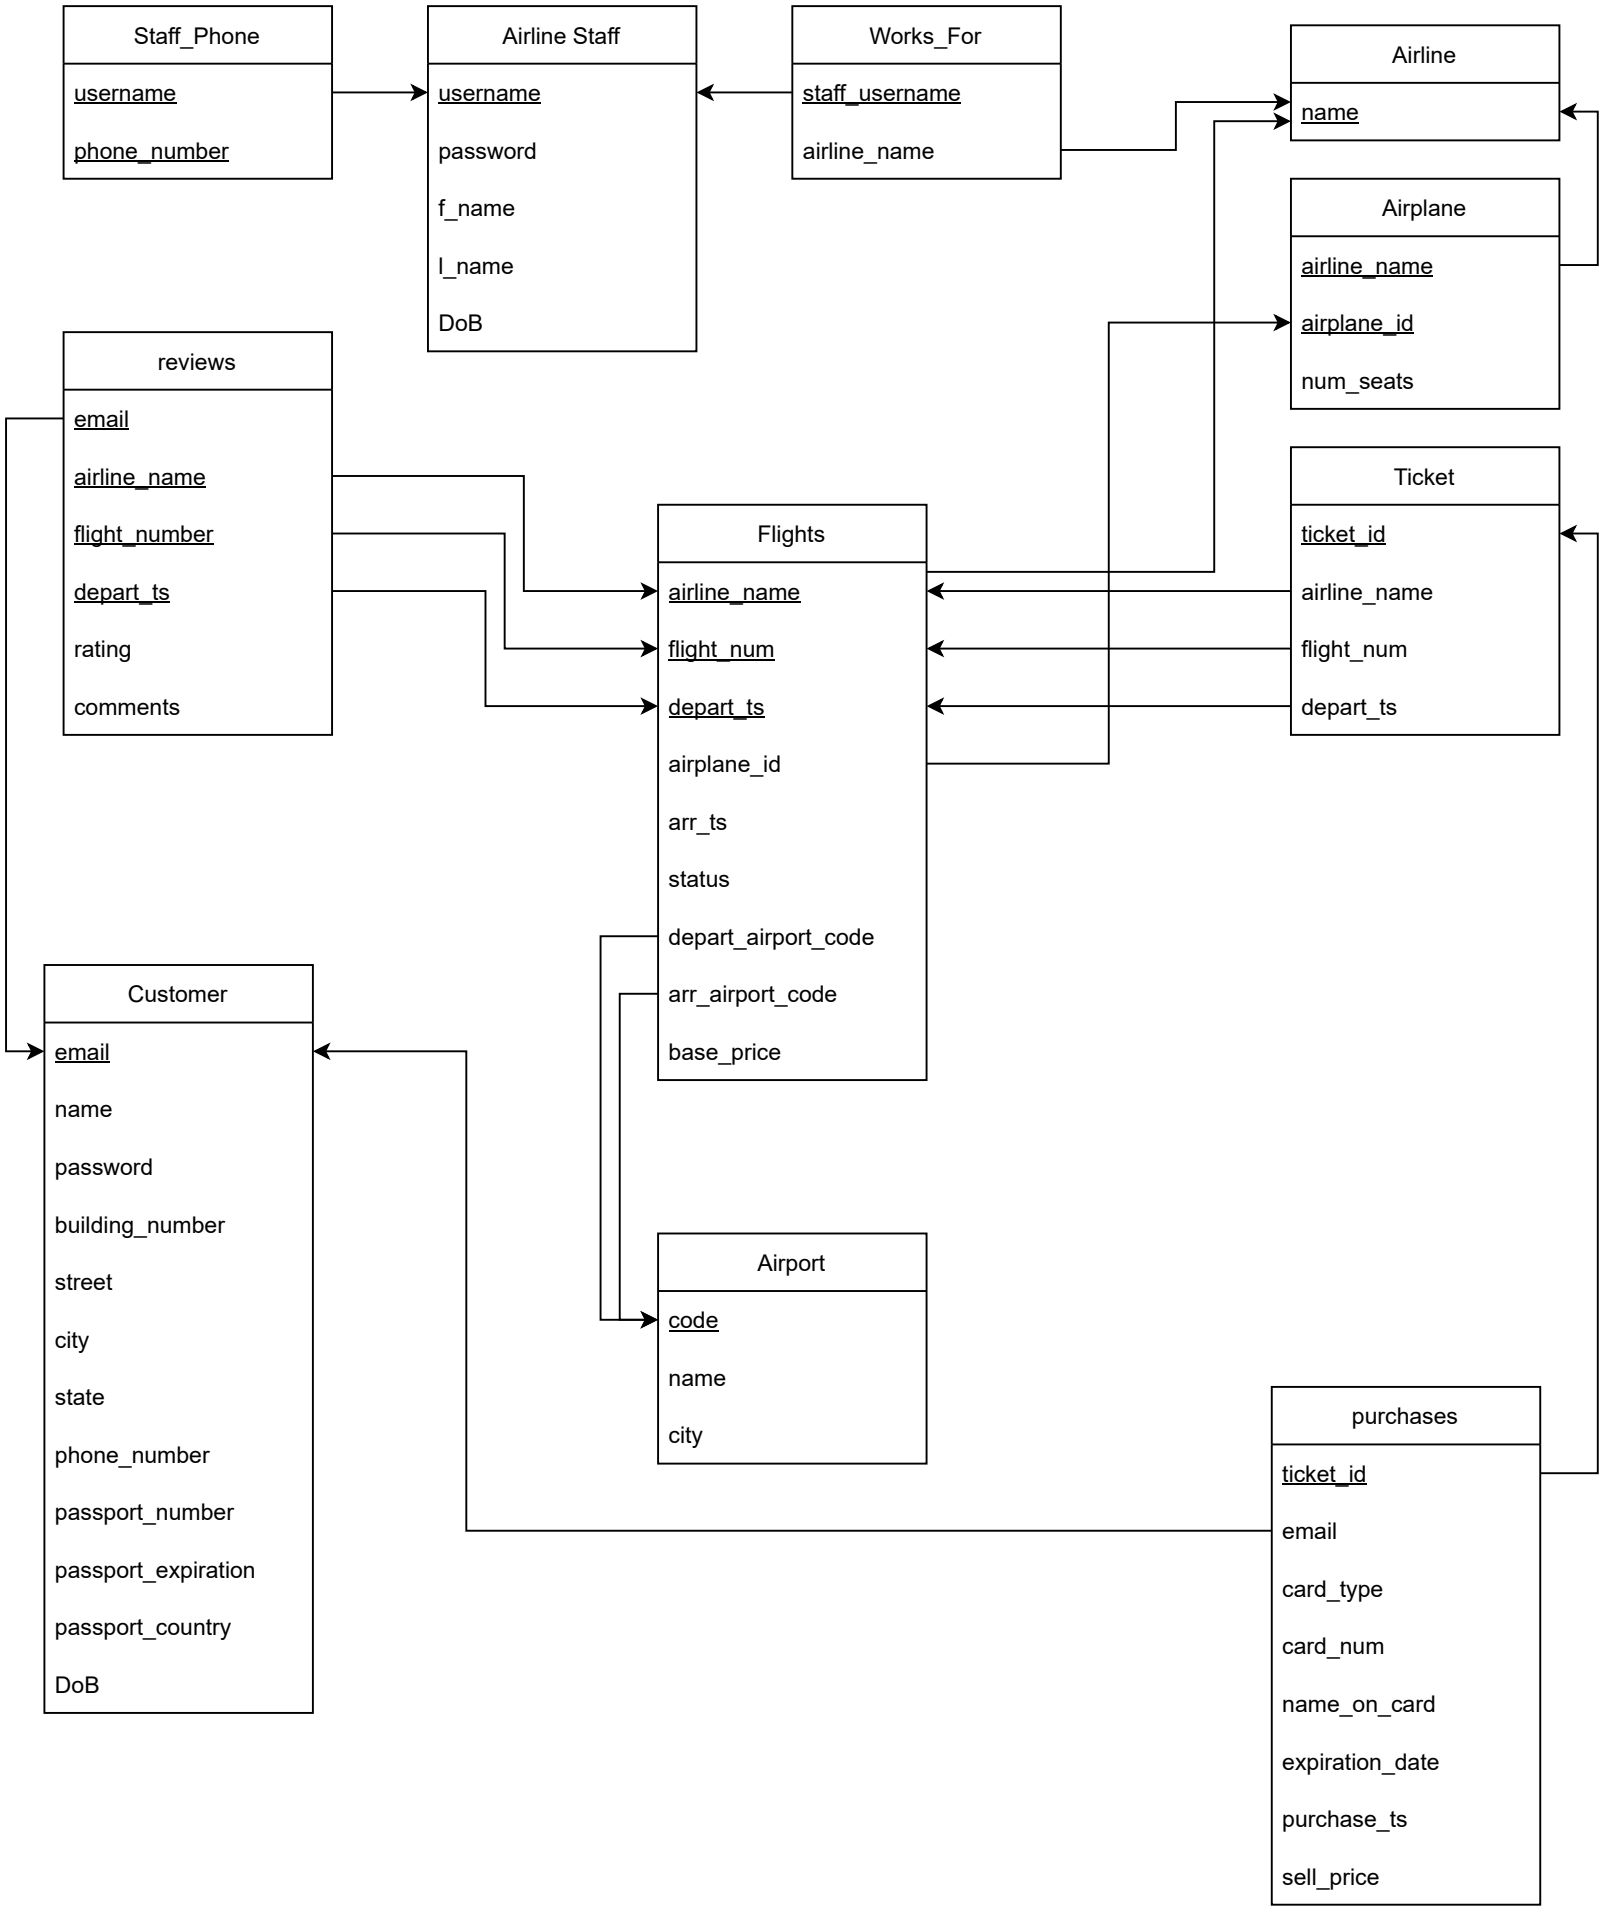 Staff_Phone
username
phone_number
Airline Staff
username
password
f_name
l_name
DoB
Works_For
staff_username
airline_name
Airline
name
Airplane
airline_name
airplane_id
num_seats
reviews
email
airline_name
flight_number
depart_ts
rating
comments
Flights
airline_name
flight_num
depart_ts
airplane_id
arr_ts
status
depart_airport_code
arr_airport_code
base_price
Ticket
ticket_id
airline_name
flight_num
depart_ts
Customer
email
name
password
building_number
street
city
state
phone_number
passport_number
passport_expiration
passport_country
DoB
Airport
code
name
city
purchases
ticket_id
email
card_type
card_num
name_on_card
expiration_date
purchase_ts
sell_price